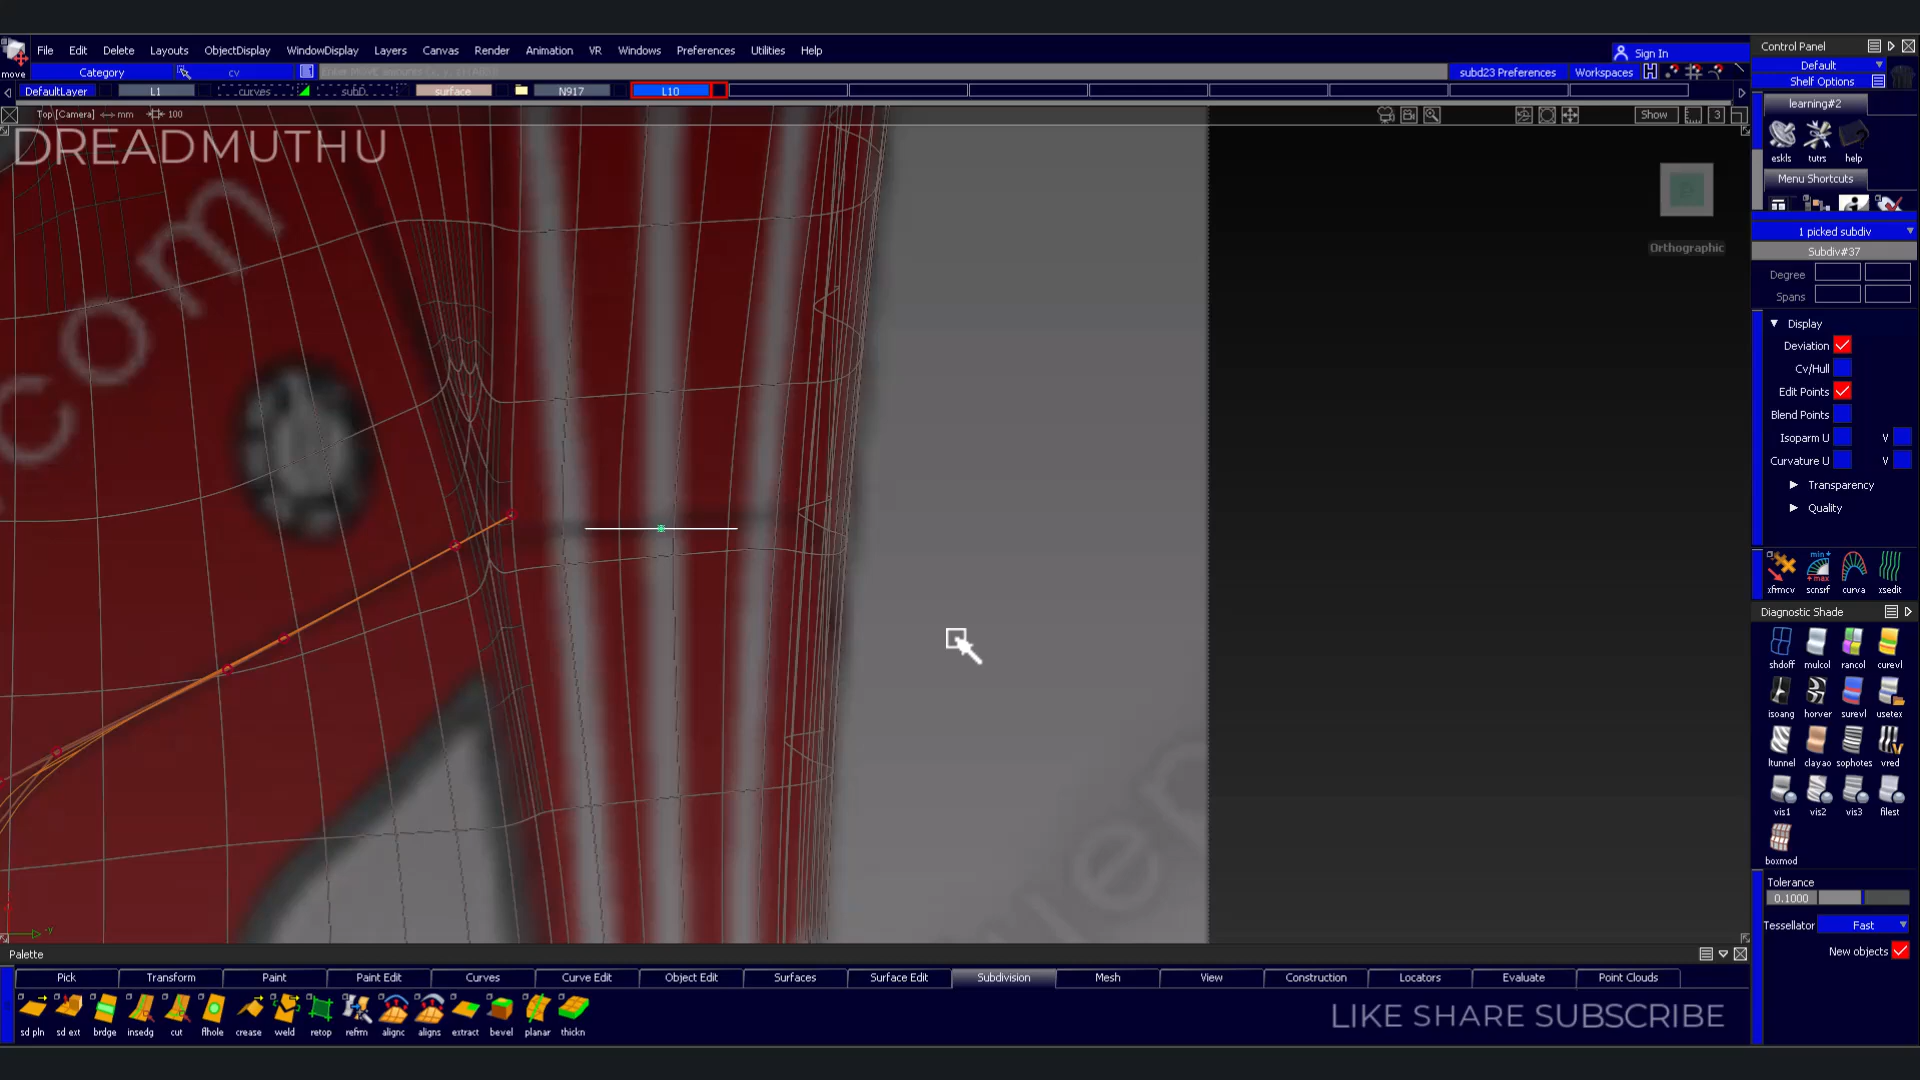 File Edit Delete Layouts ObjectDisplay WindowDisplay Layers Canvas Render Animation VR Windows Preferences Utilities Help
Sign In
Control Panel
move
Category
cv
subd23 Preferences
Workspaces
Default
Shelf Options
DefaultLayer
L1
curves
subD
surface
N917
L10
Top [Camera]
mm
100
Show
3
learning#2
DREADMUTHU
eskls tutrs help
Menu Shortcuts
1 picked subdiv
Orthographic
Subdiv#37
Degree
Spans
Display
Deviation
Cv/Hull
Edit Points
Blend Points
Isoparm U V
Curvature U V
Transparency
Quality
com
xfrmcv scnsrf curva xsedit
Diagnostic Shade
shdoff mulcol rancol curevl
isoang horver surevl usetex
ltunnel clayao sophotes vred
vis1 vis2 vis3 filest
boxmod
Tolerance
0.1000
Tessellator Fast
New objects
-y
Palette
Pick Transform Paint Paint Edit Curves Curve Edit Object Edit Surfaces Surface Edit Subdivision Mesh View Construction Locators Evaluate Point Clouds
sd pln sd ext brdge insedg cut flhole crease weld retop refrm alignc aligns extract bevel planar thickn
LIKE SHARE SUBSCRIBE